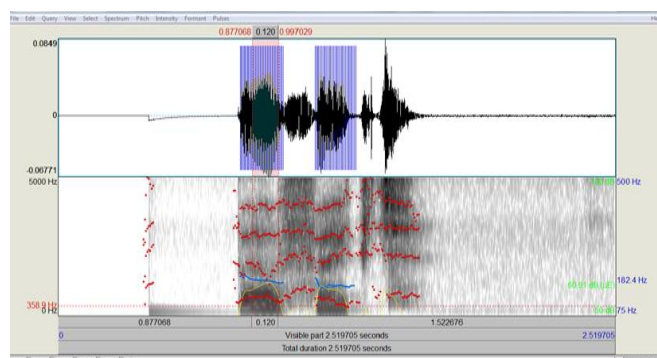 File Edit Query View Select Spectrum Pitch Intensity Formant Pulses
0.877068 0.120 0.997029
0.0849
0
-0.06771
5000 Hz 500 Hz
182.4 Hz
358.9 Hz
0 Hz 75 Hz
0.877068 0.120 1.522676
0 Visible part 2.519705 seconds 2.519705
Total duration 2.519705 seconds